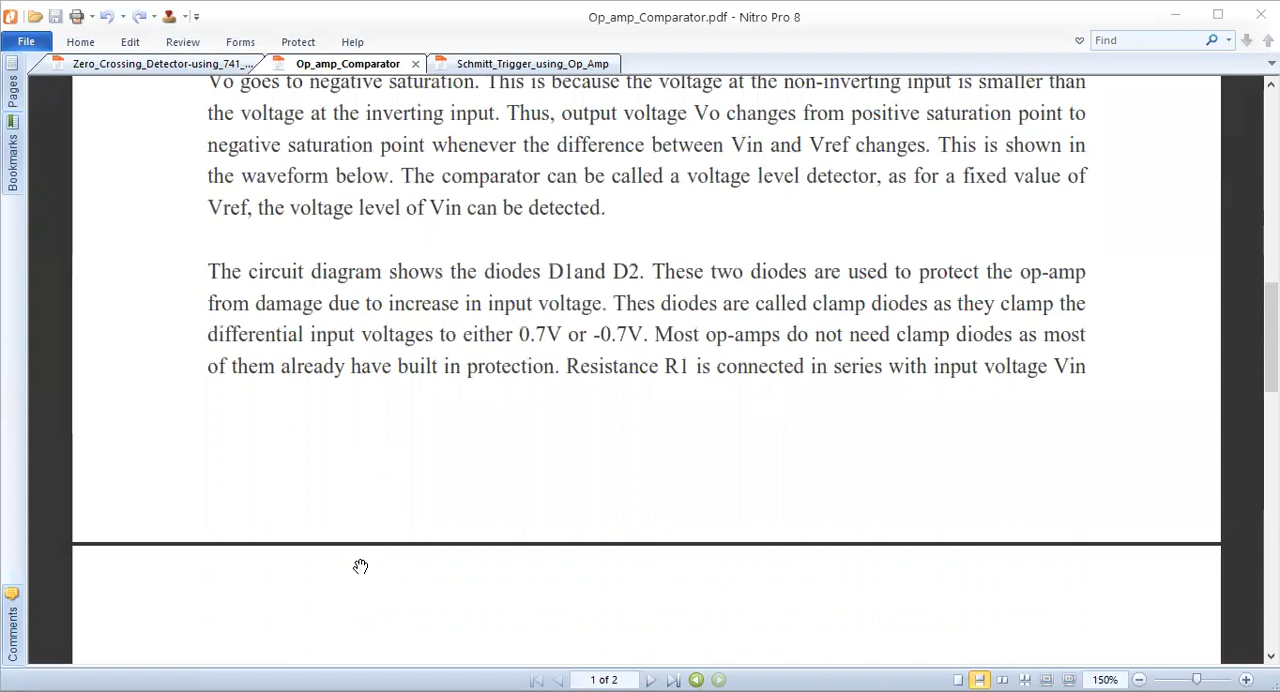 Op_amp_Comparator.pdf - Nitro Pro 8
File Home Edit Review Forms Protect Help Find
Zero_Crossing_Detector-using_741_... Op_amp_Comparator Schmitt_Trigger_using_Op_Amp
Pages
Bookmarks
Comments
Vo goes to negative saturation. This is because the voltage at the non-inverting input is smaller than
the voltage at the inverting input. Thus, output voltage Vo changes from positive saturation point to
negative saturation point whenever the difference between Vin and Vref changes. This is shown in
the waveform below. The comparator can be called a voltage level detector, as for a fixed value of
Vref, the voltage level of Vin can be detected.
The circuit diagram shows the diodes D1and D2. These two diodes are used to protect the op-amp
from damage due to increase in input voltage. Thes diodes are called clamp diodes as they clamp the
differential input voltages to either 0.7V or -0.7V. Most op-amps do not need clamp diodes as most
of them already have built in protection. Resistance R1 is connected in series with input voltage Vin
1 of 2 150%